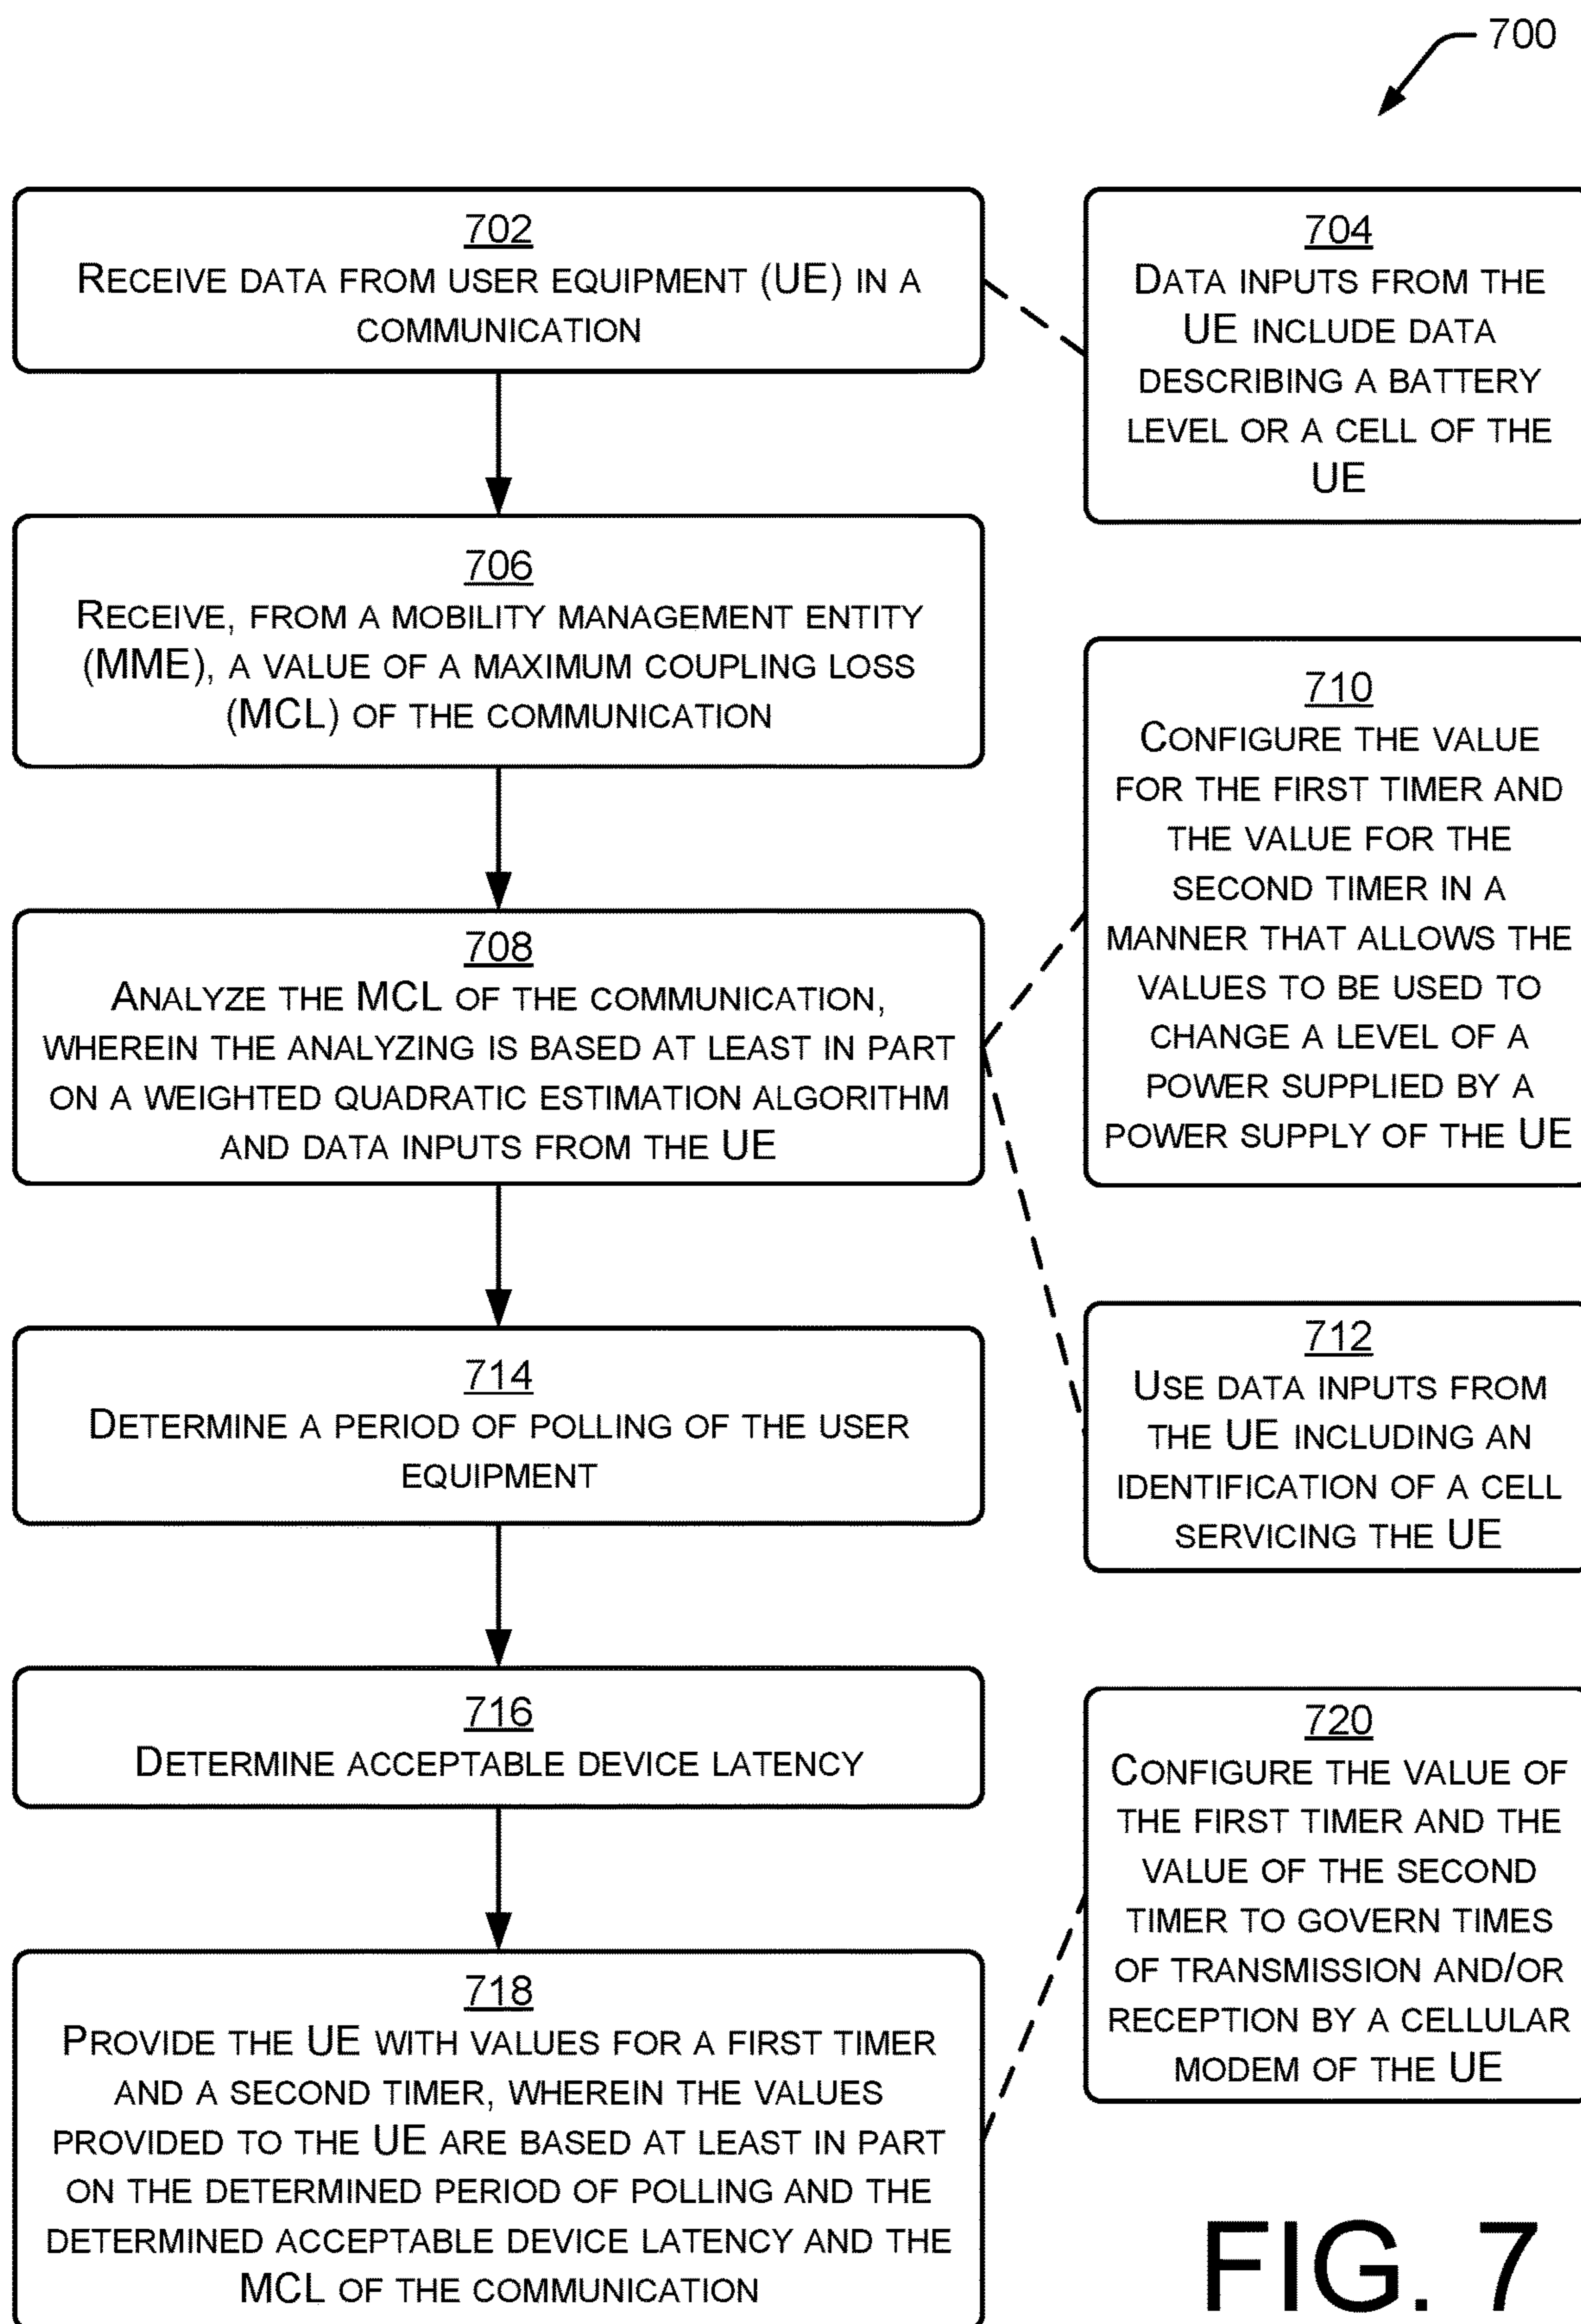 700
702
RECEIVE DATA FROM USER EQUIPMENT (UE) IN A
COMMUNICATION
704
DATA INPUTS FROM THE
UE INCLUDE DATA
DESCRIBING A BATTERY
LEVEL OR A CELL OF THE
UE
706
RECEIVE, FROM A MOBILITY MANAGEMENT ENTITY
(MME), A VALUE OF A MAXIMUM COUPLING LOSS
(MCL) OF THE COMMUNICATION
708
ANALYZE THE MCL OF THE COMMUNICATION,
WHEREIN THE ANALYZING IS BASED AT LEAST IN PART
ON A WEIGHTED QUADRATIC ESTIMATION ALGORITHM
AND DATA INPUTS FROM THE UE
710
CONFIGURE THE VALUE
FOR THE FIRST TIMER AND
THE VALUE FOR THE
SECOND TIMER IN A
MANNER THAT ALLOWS THE
VALUES TO BE USED TO
CHANGE A LEVEL OF A
POWER SUPPLIED BY A
POWER SUPPLY OF THE UE
712
USE DATA INPUTS FROM
THE UE INCLUDING AN
IDENTIFICATION OF A CELL
SERVICING THE UE
714
DETERMINE A PERIOD OF POLLING OF THE USER
EQUIPMENT
716
DETERMINE ACCEPTABLE DEVICE LATENCY
718
PROVIDE THE UE WITH VALUES FOR A FIRST TIMER
AND A SECOND TIMER, WHEREIN THE VALUES
PROVIDED TO THE UE ARE BASED AT LEAST IN PART
ON THE DETERMINED PERIOD OF POLLING AND THE
DETERMINED ACCEPTABLE DEVICE LATENCY AND THE
MCL OF THE COMMUNICATION
720
CONFIGURE THE VALUE OF
THE FIRST TIMER AND THE
VALUE OF THE SECOND
TIMER TO GOVERN TIMES
OF TRANSMISSION AND/OR
RECEPTION BY A CELLULAR
MODEM OF THE UE
FIG. 7